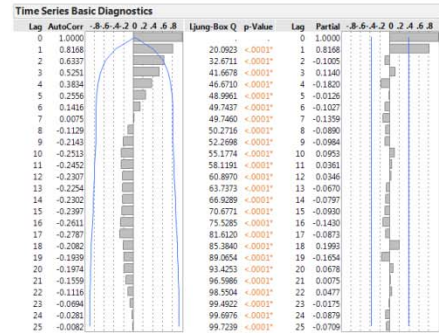 Time Series Basic Diagnostics
Lag AutoCorr -.8-.6-.4-.2 0 .2 .4 .6 .8 Ljung-Box Q p-Value Lag Partial -.8-.6-.4-.2 0 .2 .4 .6 .8
0 1.0000 0 1.0000
1 0.8168 20.0923 <.0001* 1 0.8168
2 0.6337 32.6711 <.0001* 2 -0.1005
3 0.5251 41.6678 <.0001* 3 0.1140
4 0.3834 46.6710 <.0001* 4 -0.1820
5 0.2556 48.9961 <.0001* 5 -0.0126
6 0.1416 49.7437 <.0001* 6 -0.1027
7 0.0075 49.7460 <.0001* 7 -0.1359
8 -0.1129 50.2716 <.0001* 8 -0.0890
9 -0.2143 52.2698 <.0001* 9 -0.0984
10 -0.2513 55.1774 <.0001* 10 0.0953
11 -0.2452 58.1191 <.0001* 11 0.0361
12 -0.2307 60.8970 <.0001* 12 0.0346
13 -0.2254 63.7373 <.0001* 13 -0.0670
14 -0.2302 66.9289 <.0001* 14 -0.0797
15 -0.2397 70.6771 <.0001* 15 -0.0930
16 -0.2611 75.5285 <.0001* 16 -0.1430
17 -0.2787 81.6120 <.0001* 17 -0.0873
18 -0.2082 85.3840 <.0001* 18 0.1993
19 -0.1939 89.0654 <.0001* 19 -0.1654
20 -0.1974 93.4253 <.0001* 20 0.0678
21 -0.1559 96.5986 <.0001* 21 0.0075
22 -0.1116 98.5504 <.0001* 22 0.0477
23 -0.0694 99.4922 <.0001* 23 -0.0175
24 -0.0281 99.6976 <.0001* 24 -0.0879
25 -0.0082 99.7239 <.0001* 25 -0.0709